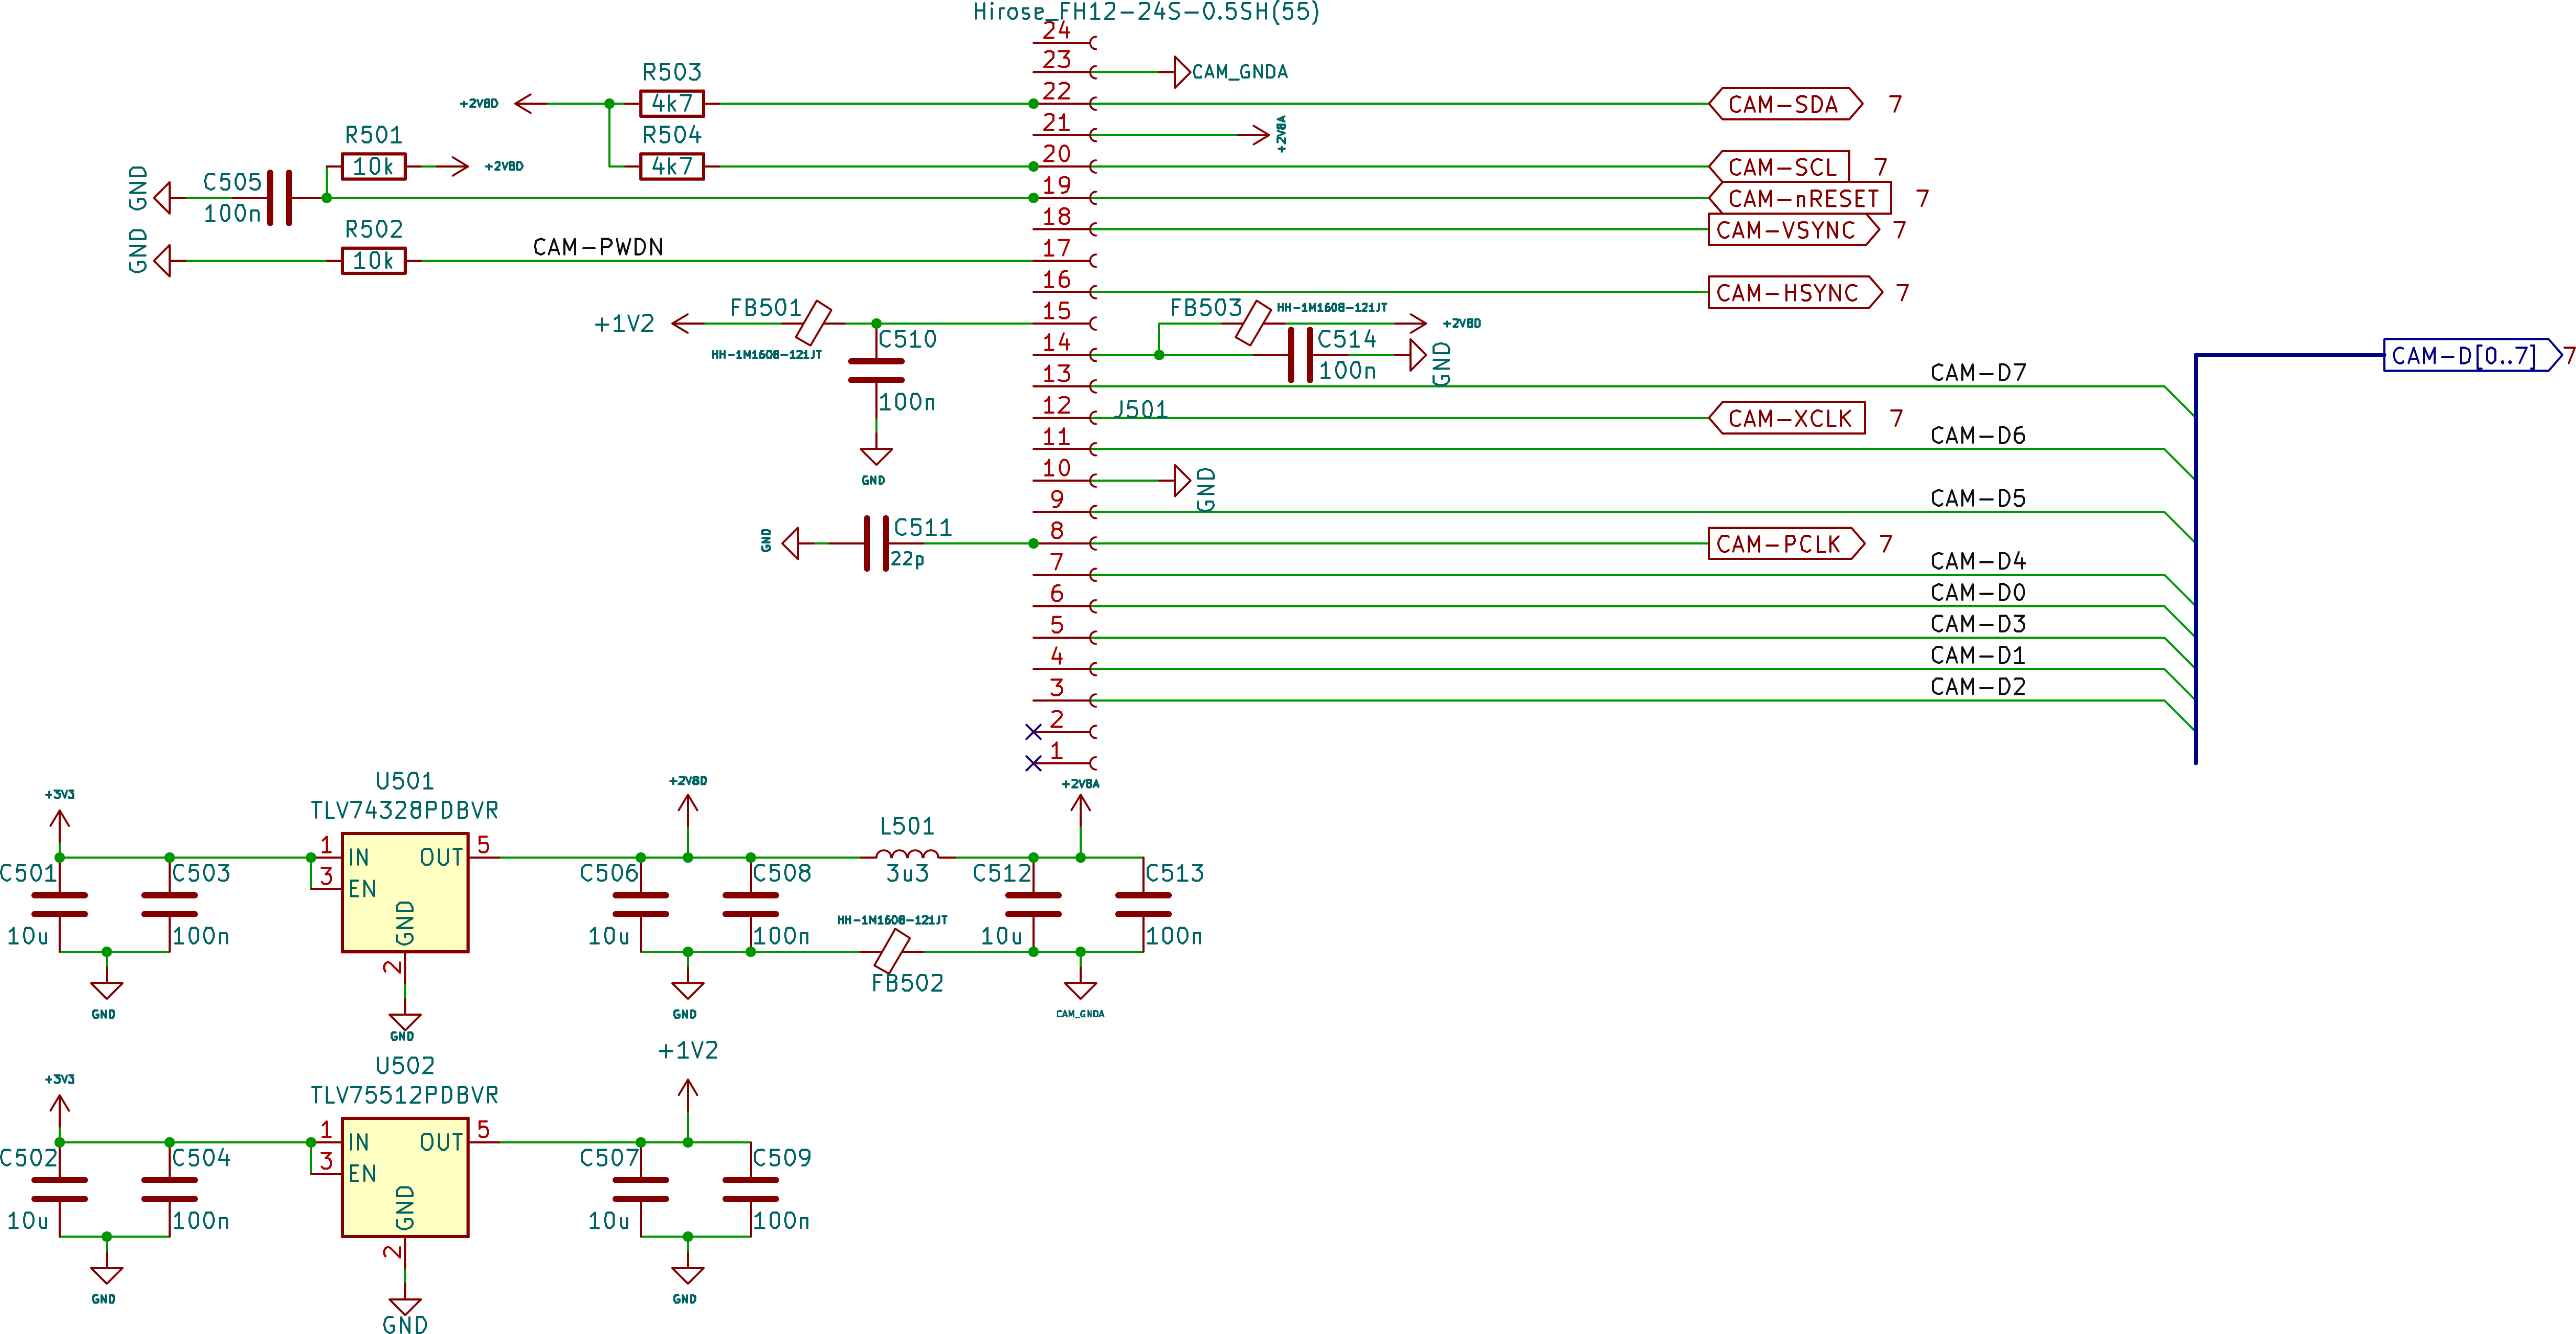 Hirose_FH12-24S-0.5SH(55)
24
23 CAM_GNDA
R503
+2V8D 4k7 22 CAM-SDA 7
R501 R504 21 +2V8A
10k +2V8D 4k7 20 CAM-SCL 7
GND C505 100n 19 CAM-nRESET 7
R502 18 CAM-VSYNC 7
GND 10k CAM-PWDN 17
16 CAM-HSYNC 7
+1V2 FB501 HH-1M1608-121JT 15 FB503 HH-1M1608-121JT +2V8D
C510 100n 14 C514 100n GND CAM-D[0..7] 7
13 CAM-D7
12 J501 CAM-XCLK 7
11 CAM-D6
GND 10 GND
9 CAM-D5
GND C511 22p 8 CAM-PCLK 7
7 CAM-D4
6 CAM-D0
5 CAM-D3
4 CAM-D1
3 CAM-D2
2
1
+3V3 U501 +2V8D +2V8A
TLV74328PDBVR
L501
1 IN OUT 5
C501 3 EN C503 C506 C508 3u3 C512 C513
GND HH-1M1608-121JT
10u 100n 10u 100n 10u 100n
2 FB502
GND GND GND CAM_GNDA
+3V3 U502 +1V2
TLV75512PDBVR
1 IN OUT 5
C502 C504 3 EN C507 C509
GND
10u 100n 10u 100n
2
GND GND GND